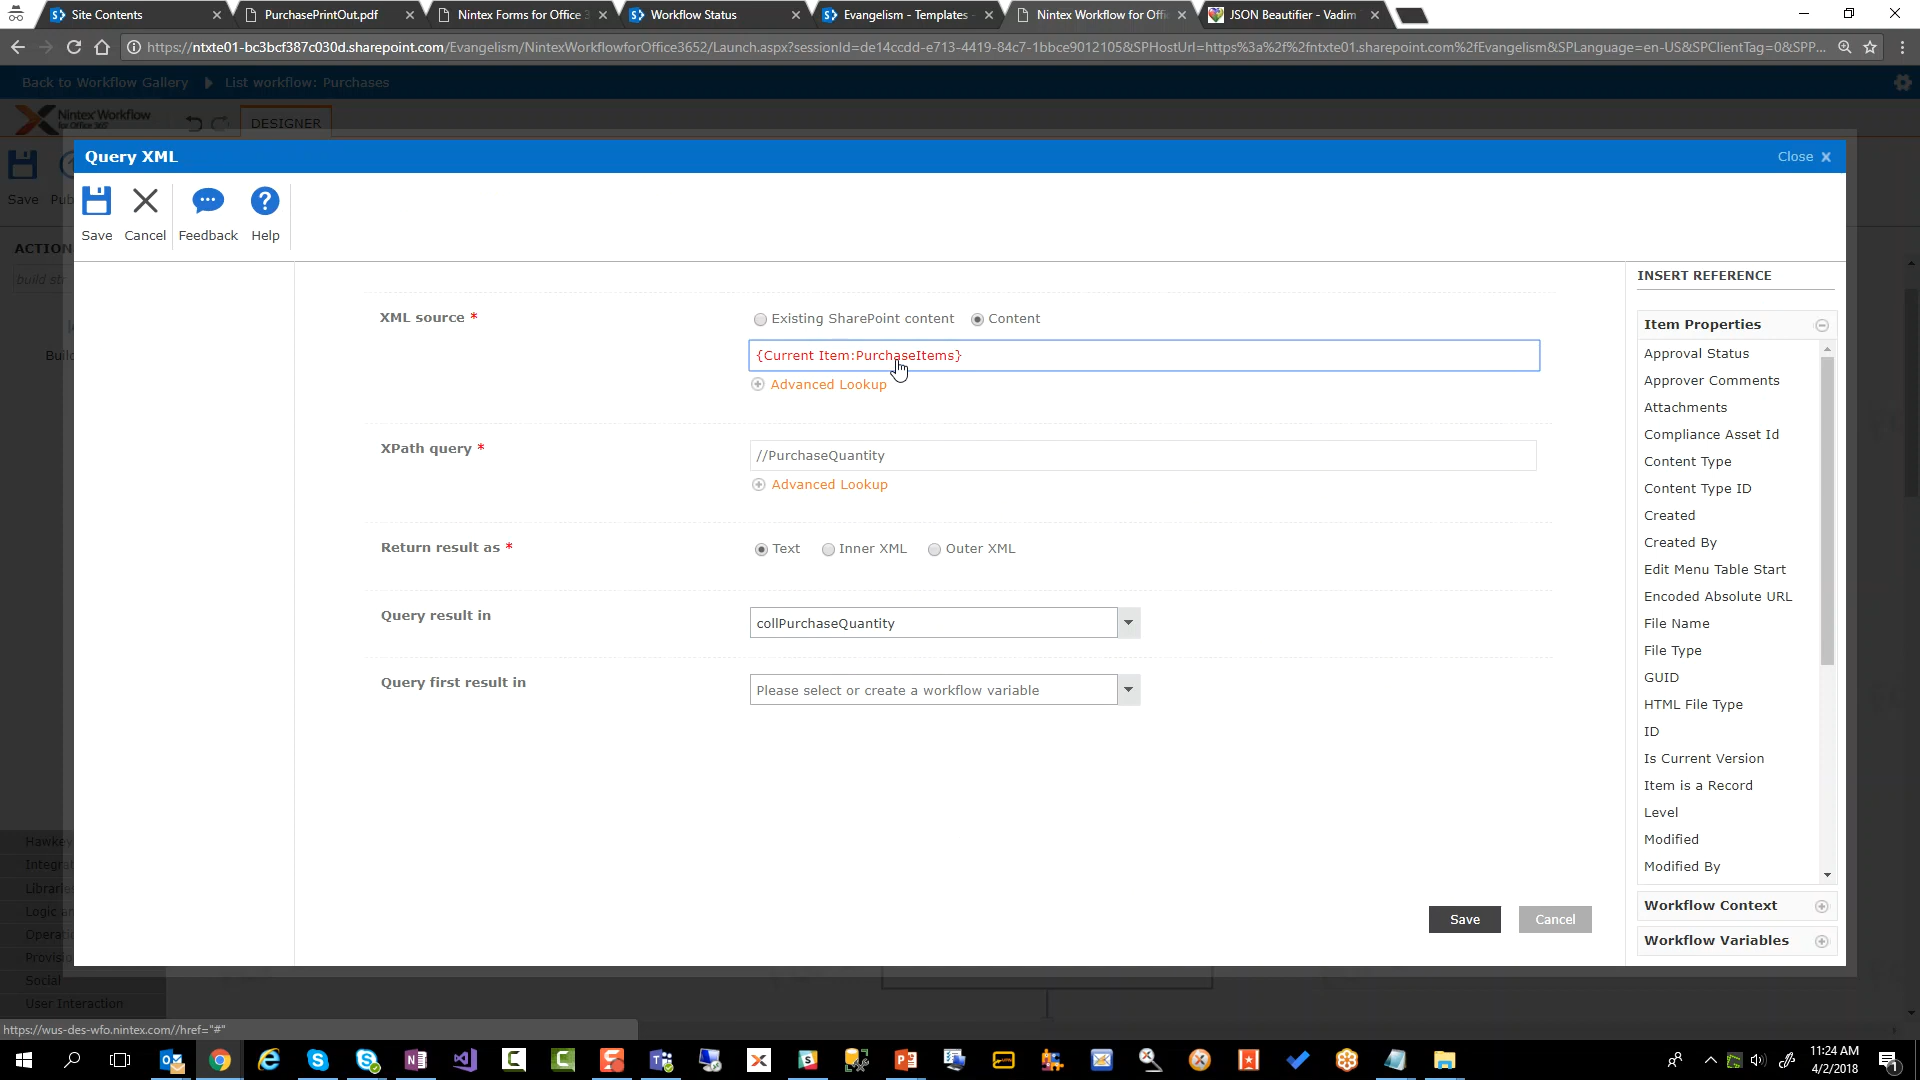 Site Contents
PurchasePrintOut.pdf
Nintex Forms for Office 3
Workflow Status
Evangelism - Templates -
Nintex Workflow for Offi
JSON Beautifier - Vadim
https://ntxte01-bc3bcf387c030d.sharepoint.com/Evangelism/NintexWorkflowforOffice3652/Launch.aspx?sessionId=de14ccdd-e713-4419-84c7-1bbce9012105&SPHostUrl=https%3a%2f%2fntxte01.sharepoint.com%2fEvangelism&SPLanguage=en-US&SPClientTag=0&SPP...
Back to Workflow Gallery
List workflow: Purchases
Nintex Workflow
for Office 365
DESIGNER
Query XML
Close
Save
Cancel
Feedback
Help
Save
Pub
ACTION
build str
Build
INSERT REFERENCE
XML source *
Existing SharePoint content
Content
{Current Item:PurchaseItems}
Advanced Lookup
XPath query *
//PurchaseQuantity
Advanced Lookup
Return result as *
Text
Inner XML
Outer XML
Query result in
collPurchaseQuantity
Query first result in
Please select or create a workflow variable
Item Properties
Approval Status
Approver Comments
Attachments
Compliance Asset Id
Content Type
Content Type ID
Created
Created By
Edit Menu Table Start
Encoded Absolute URL
File Name
File Type
GUID
HTML File Type
ID
Is Current Version
Item is a Record
Level
Modified
Modified By
Workflow Context
Workflow Variables
Save
Cancel
Hawkey
Integra
Librarie
Logic an
Operati
Provisio
Social
User Interaction
https://wus-des-wfo.nintex.com//href="#"
11:24 AM
4/2/2018